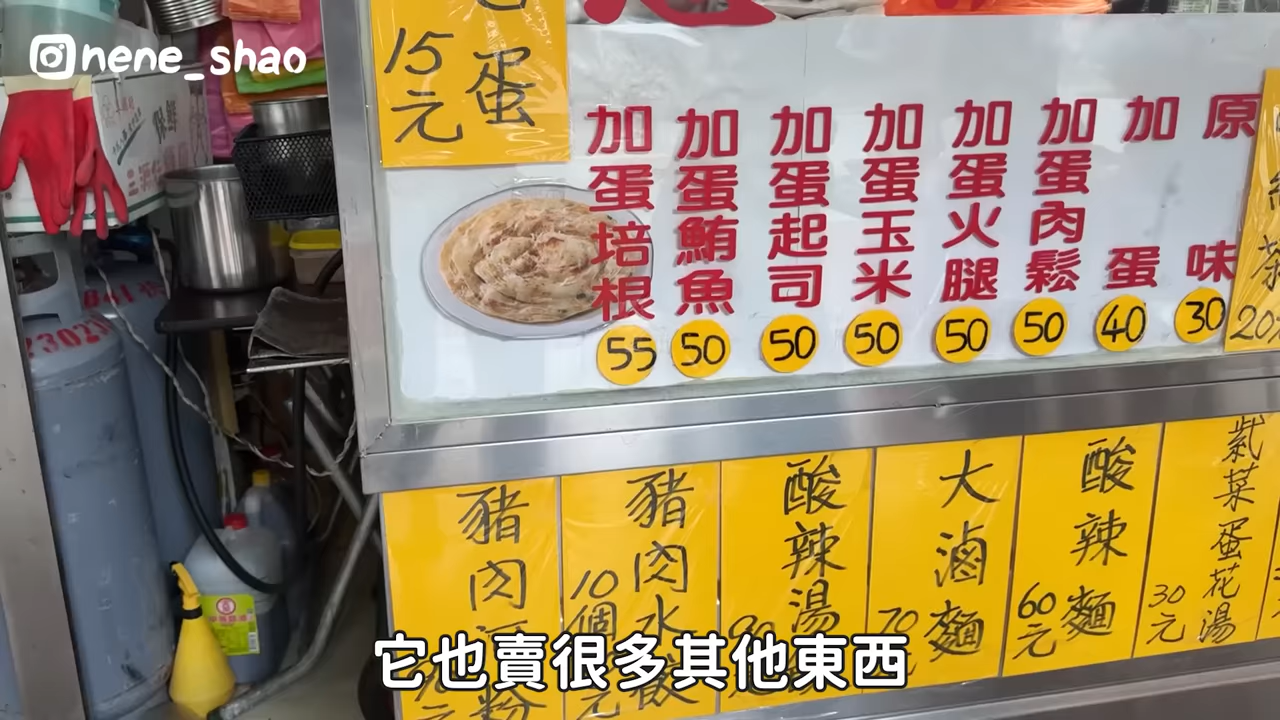 nene_shao
蛋
15元
加蛋培根
55
加蛋鮪魚
50
加蛋起司
50
加蛋玉米
50
加蛋火腿
50
加蛋肉鬆
50
加蛋
40
原味
30
茶
20
豬肉
粉
豬肉水餃
10個
元
酸辣湯
大滷麵
70
酸辣麵
60元
紫菜蛋花湯
30元
它也賣很多其他東西